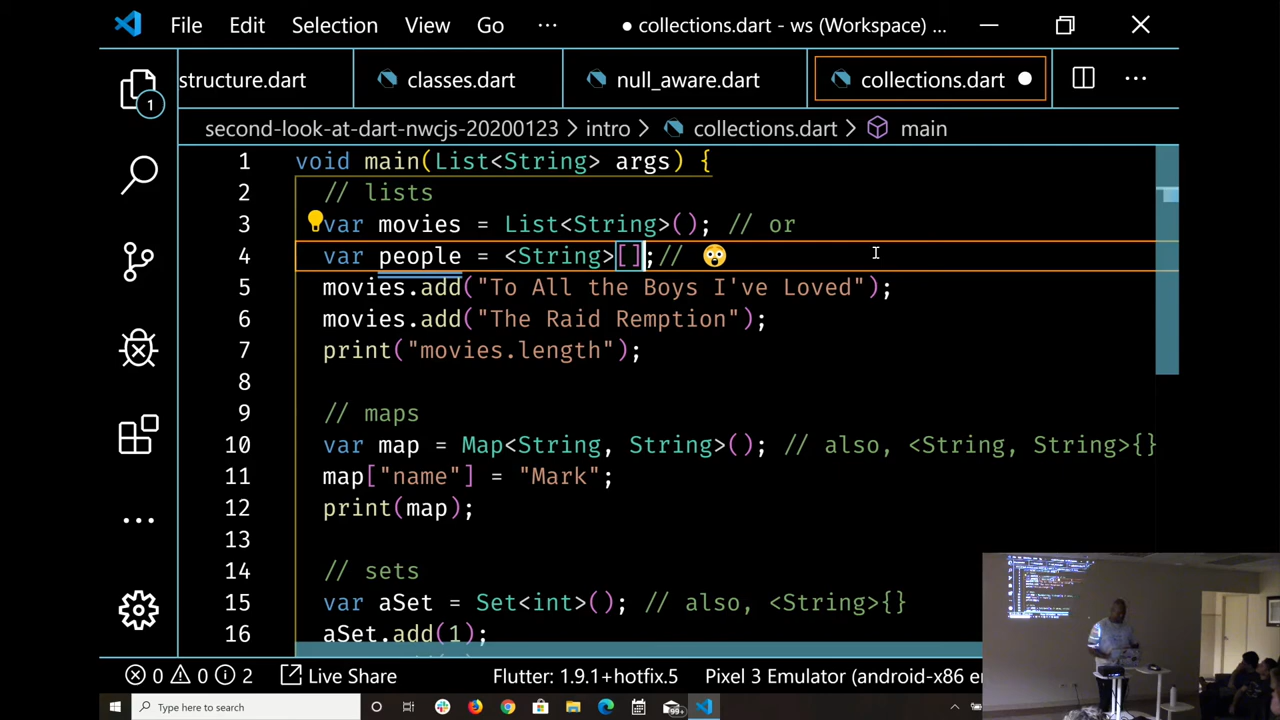 File Edit Selection View Go ··· ● collections.dart - ws (Workspace) ...
structure.dart classes.dart null_aware.dart collections.dart ● ···
second-look-at-dart-nwcjs-20200123 > intro > collections.dart > main
1
1 void main(List<String> args) {
2 // lists
3 var movies = List<String>(); // or
4 var people = <String>[];// 😲
5 movies.add("To All the Boys I've Loved");
6 movies.add("The Raid Remption");
7 print("movies.length");
8
9 // maps
10 var map = Map<String, String>(); // also, <String, String>{}
11 map["name"] = "Mark";
12 print(map);
13
14 // sets
15 var aSet = Set<int>(); // also, <String>{}
16 aSet.add(1);
0 0 2 Live Share Flutter: 1.9.1+hotfix.5 Pixel 3 Emulator (android-x86
Type here to search 99+